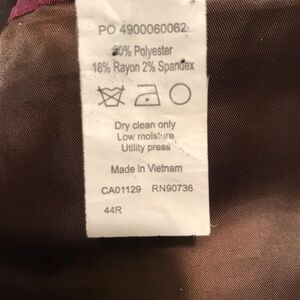 PO 4900060062
80% Polyester
18% Rayon 2% Spandex
Dry clean only
Low moisture
Utility press
Made in Vietnam
CA01129 RN90736
44R